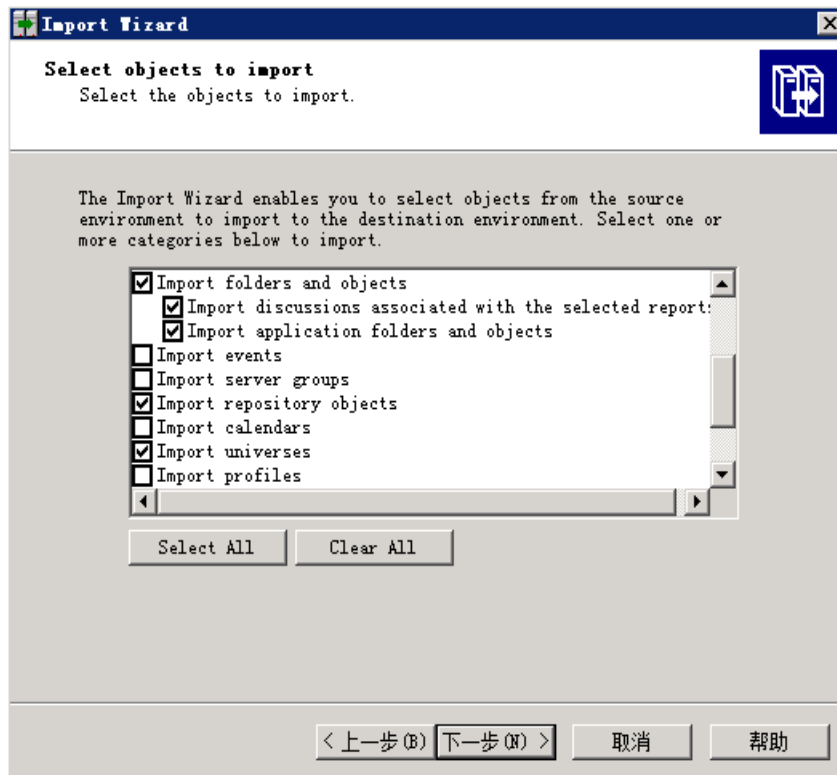 Import Wizard
Select objects to import
Select the objects to import.
The Import Wizard enables you to select objects from the source
environment to import to the destination environment. Select one or
more categories below to import.
Import folders and objects
Import discussions associated with the selected report:
Import application folders and objects
Import events
Import server groups
Import repository objects
Import calendars
Import universes
Import profiles
Select All Clear All
< 上一步(B) 下一步(N) > 取消 帮助